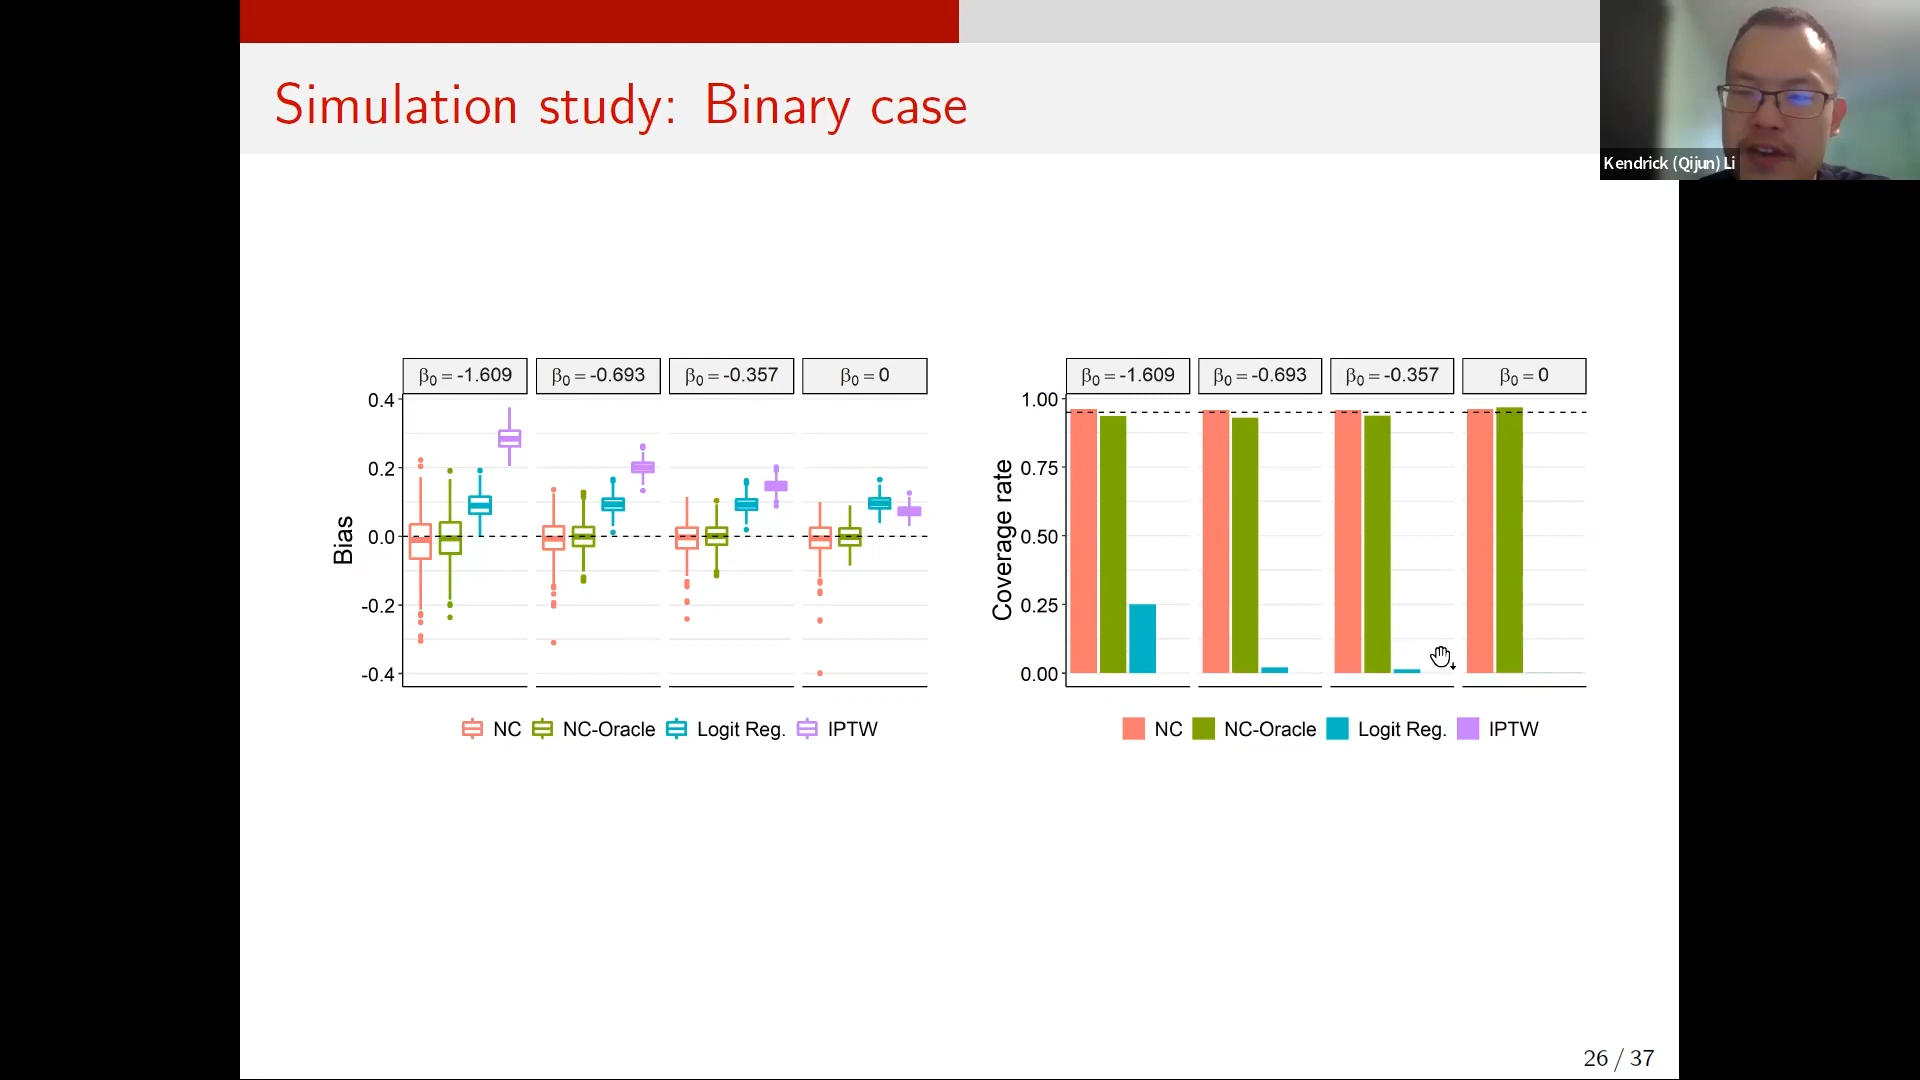 Simulation study: Binary case
Kendrick (Qijun) Li
β0 = -1.609 β0 = -0.693 β0 = -0.357 β0 = 0
0.4
0.2
0.0
-0.2
-0.4
Bias
NC NC-Oracle Logit Reg. IPTW
β0 = -1.609 β0 = -0.693 β0 = -0.357 β0 = 0
1.00
0.75
0.50
0.25
0.00
Coverage rate
NC NC-Oracle Logit Reg. IPTW
26 / 37